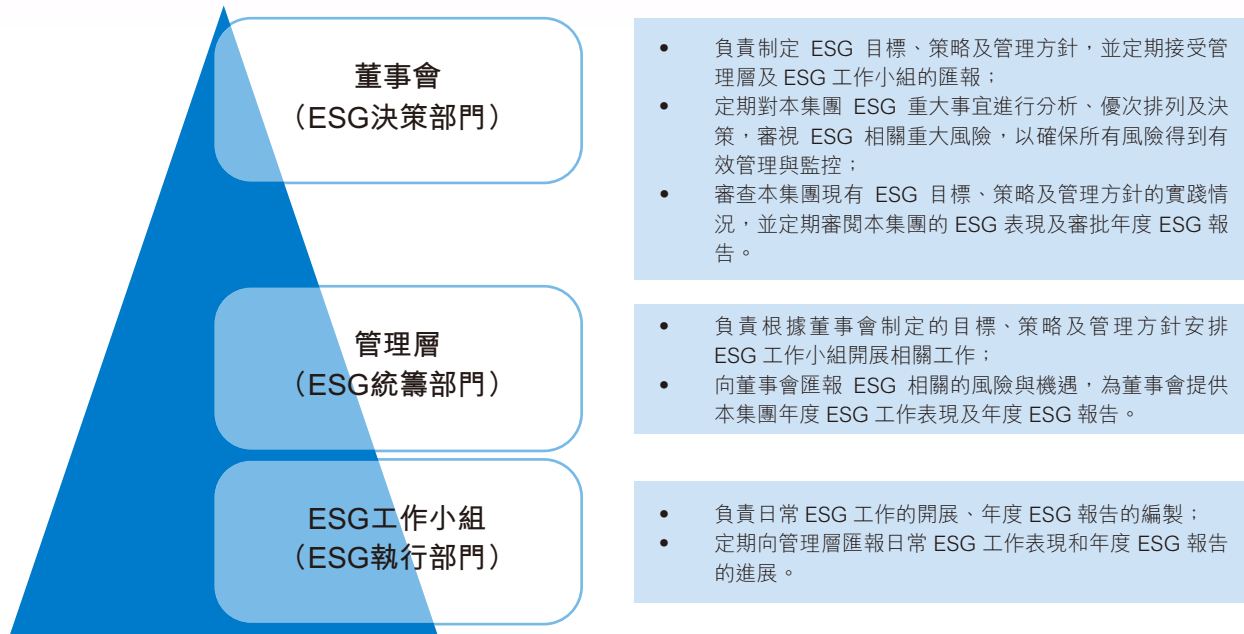 董事會
（ESG決策部門）
• 負責制定 ESG 目標、策略及管理方針，並定期接受管
理層及 ESG 工作小組的匯報；
• 定期對本集團 ESG 重大事宜進行分析、優次排列及決
策，審視 ESG 相關重大風險，以確保所有風險得到有
效管理與監控；
• 審查本集團現有 ESG 目標、策略及管理方針的實踐情
況，並定期審閱本集團的 ESG 表現及審批年度 ESG 報
告。
管理層
（ESG統籌部門）
• 負責根據董事會制定的目標、策略及管理方針安排
ESG 工作小組開展相關工作；
• 向董事會匯報 ESG 相關的風險與機遇，為董事會提供
本集團年度 ESG 工作表現及年度 ESG 報告。
ESG工作小組
（ESG執行部門）
• 負責日常 ESG 工作的開展、年度 ESG 報告的編製；
• 定期向管理層匯報日常 ESG 工作表現和年度 ESG 報告
的進展。